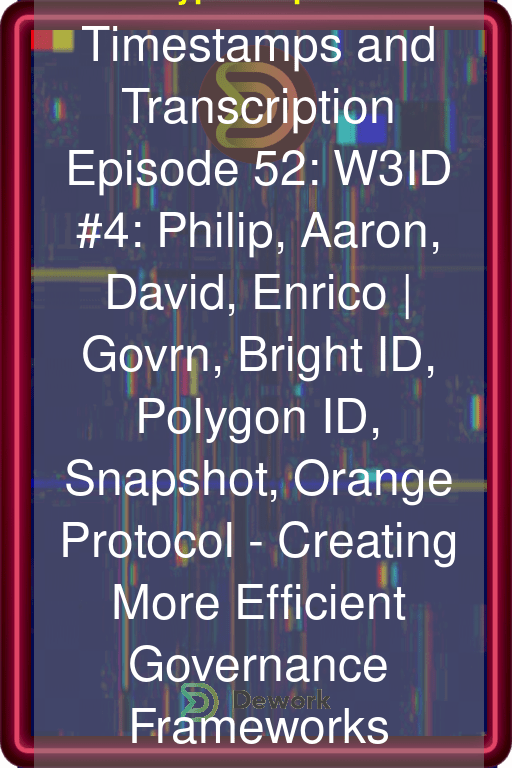 Timestamps and
Transcription
Episode 52: W3ID
#4: Philip, Aaron,
David, Enrico |
Govrn, Bright ID,
Polygon ID,
Snapshot, Orange
Protocol - Creating
More Efficient
Governance
Dework
Frameworks